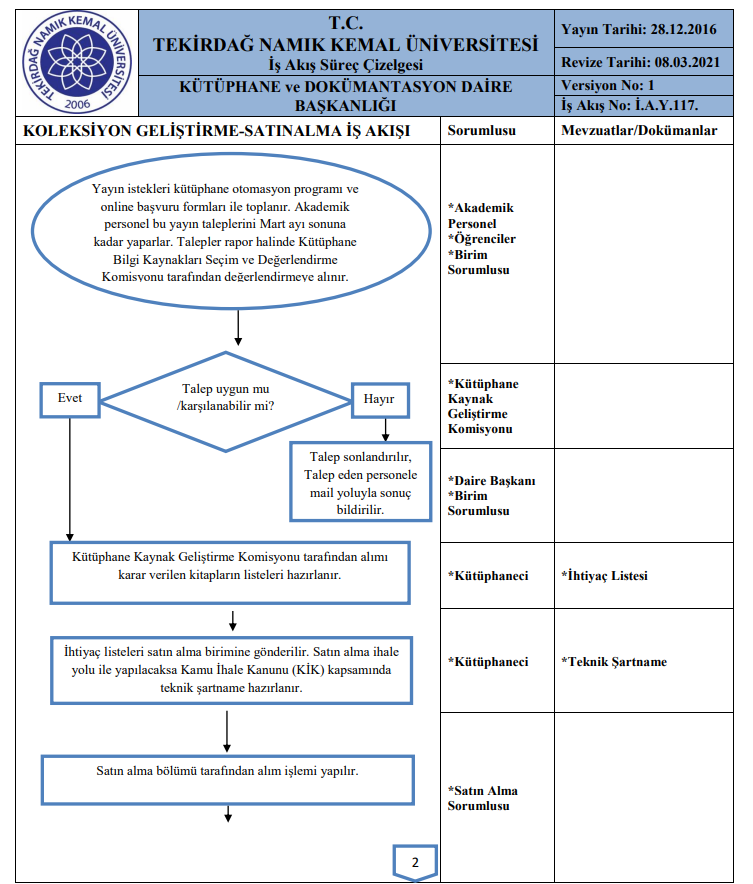 TEKİRDAĞ NAMIK KEMAL ÜNİVERSİTESİ
2006
T.C.
TEKİRDAĞ NAMIK KEMAL ÜNİVERSİTESİ
İş Akış Süreç Çizelgesi
KÜTÜPHANE ve DOKÜMANTASYON DAİRE
BAŞKANLIĞI
Yayın Tarihi: 28.12.2016
Revize Tarihi: 08.03.2021
Versiyon No: 1
İş Akış No: İ.A.Y.117.
KOLEKSİYON GELİŞTİRME-SATINALMA İŞ AKIŞI
Sorumlusu
Mevzuatlar/Dokümanlar
Yayın istekleri kütüphane otomasyon programı ve
online başvuru formları ile toplanır. Akademik
personel bu yayın taleplerini Mart ayı sonuna
kadar yaparlar. Talepler rapor halinde Kütüphane
Bilgi Kaynakları Seçim ve Değerlendirme
Komisyonu tarafından değerlendirmeye alınır.
*Akademik
Personel
*Öğrenciler
*Birim
Sorumlusu
Evet
Talep uygun mu
/karşılanabilir mi?
Hayır
*Kütüphane
Kaynak
Geliştirme
Komisyonu
Talep sonlandırılır,
Talep eden personele
mail yoluyla sonuç
bildirilir.
*Daire Başkanı
*Birim
Sorumlusu
Kütüphane Kaynak Geliştirme Komisyonu tarafından alımı
karar verilen kitapların listeleri hazırlanır.
*Kütüphaneci
*İhtiyaç Listesi
İhtiyaç listeleri satın alma birimine gönderilir. Satın alma ihale
yolu ile yapılacaksa Kamu İhale Kanunu (KİK) kapsamında
teknik şartname hazırlanır.
*Kütüphaneci
*Teknik Şartname
Satın alma bölümü tarafından alım işlemi yapılır.
*Satın Alma
Sorumlusu
2